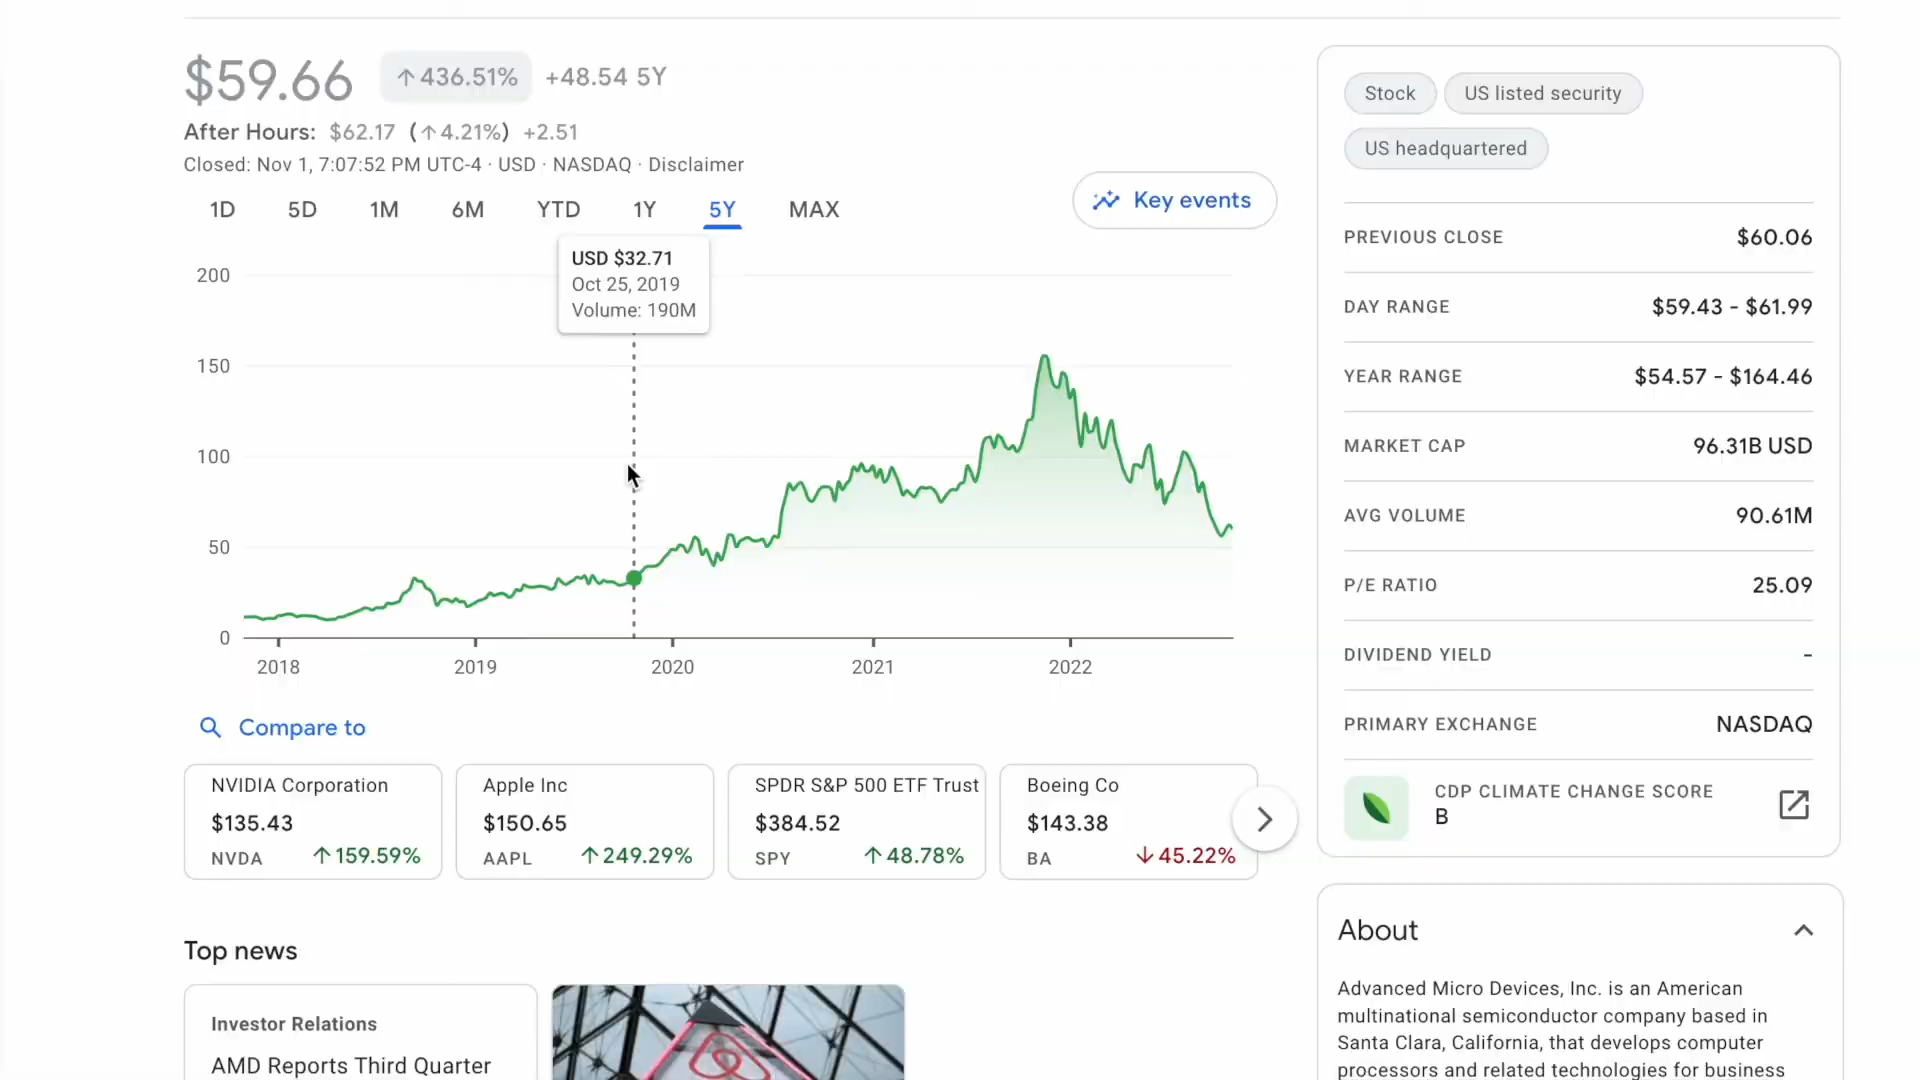 $59.66 ↑436.51% +48.54 5Y
After Hours: $62.17 (↑4.21%) +2.51
Closed: Nov 1, 7:07:52 PM UTC-4 · USD · NASDAQ · Disclaimer
1D 5D 1M 6M YTD 1Y 5Y MAX
Key events
USD $32.71
Oct 25, 2019
Volume: 190M
200
150
100
50
0
2018 2019 2020 2021 2022
Compare to
NVIDIA Corporation
$135.43
NVDA ↑159.59%
Apple Inc
$150.65
AAPL ↑249.29%
SPDR S&P 500 ETF Trust
$384.52
SPY ↑48.78%
Boeing Co
$143.38
BA ↓45.22%
Top news
Investor Relations
AMD Reports Third Quarter
Stock US listed security
US headquartered
PREVIOUS CLOSE $60.06
DAY RANGE $59.43 - $61.99
YEAR RANGE $54.57 - $164.46
MARKET CAP 96.31B USD
AVG VOLUME 90.61M
P/E RATIO 25.09
DIVIDEND YIELD -
PRIMARY EXCHANGE NASDAQ
CDP CLIMATE CHANGE SCORE
B
About
Advanced Micro Devices, Inc. is an American
multinational semiconductor company based in
Santa Clara, California, that develops computer
processors and related technologies for business